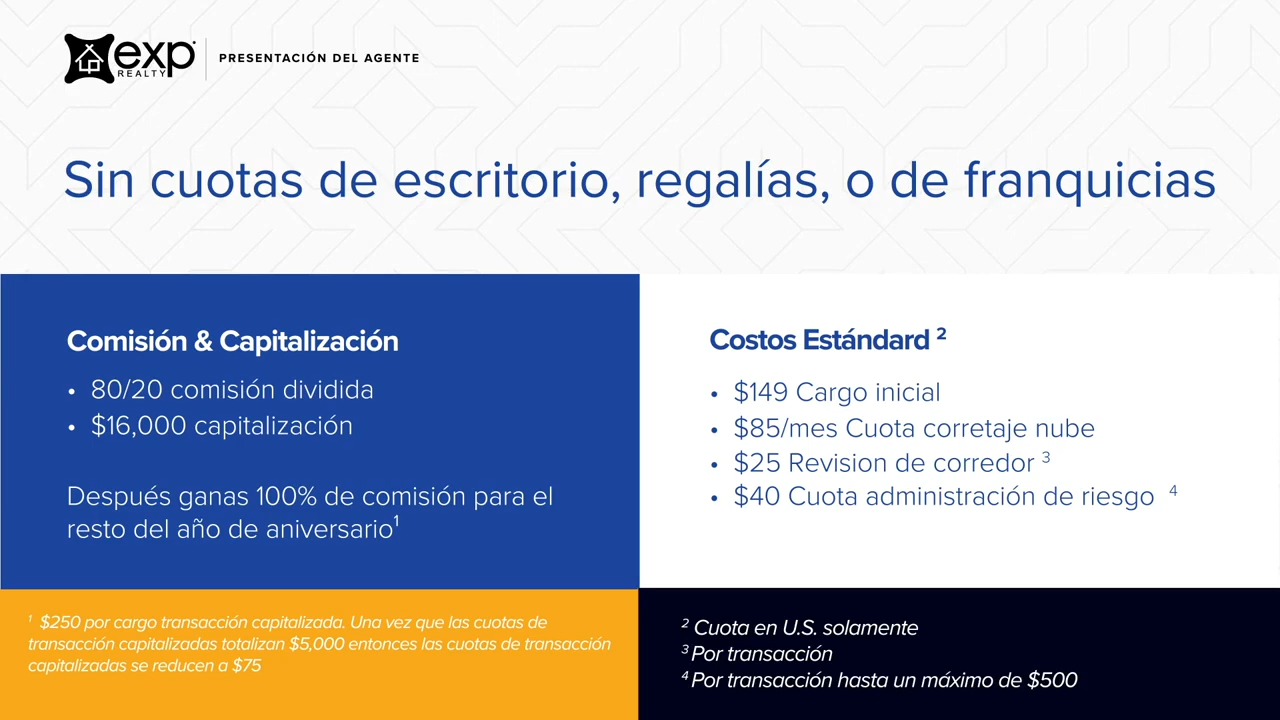 exp
REALTY
PRESENTACIÓN DEL AGENTE
Sin cuotas de escritorio, regalías, o de franquicias
Comisión & Capitalización
• 80/20 comisión dividida
• $16,000 capitalización
Después ganas 100% de comisión para el
resto del año de aniversario¹
Costos Estándard ²
• $149 Cargo inicial
• $85/mes Cuota corretaje nube
• $25 Revision de corredor ³
• $40 Cuota administración de riesgo ⁴
¹ $250 por cargo transacción capitalizada. Una vez que las cuotas de
transacción capitalizadas totalizan $5,000 entonces las cuotas de transacción
capitalizadas se reducen a $75
² Cuota en U.S. solamente
³ Por transacción
⁴ Por transacción hasta un máximo de $500